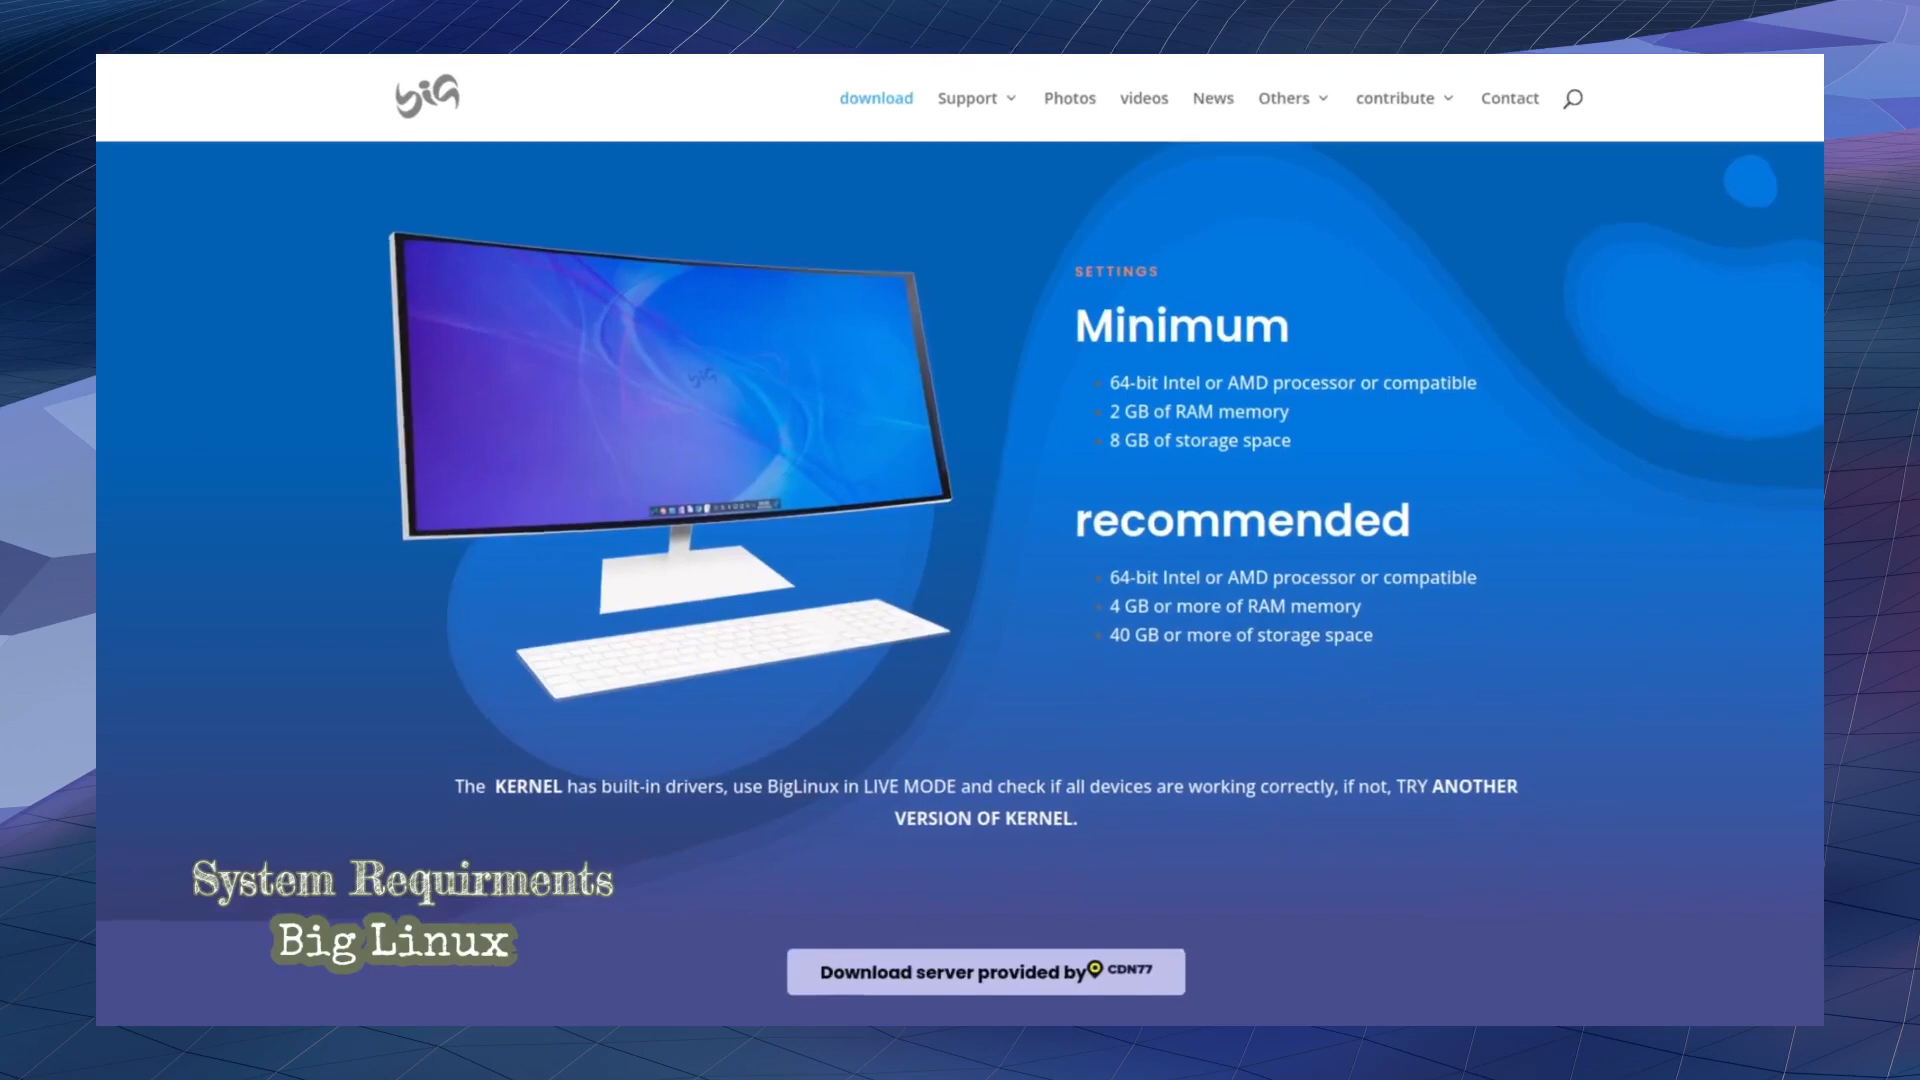 big
download Support Photos videos News Others contribute Contact
SETTINGS
Minimum
64-bit Intel or AMD processor or compatible
2 GB of RAM memory
8 GB of storage space
big
recommended
64-bit Intel or AMD processor or compatible
4 GB or more of RAM memory
40 GB or more of storage space
The KERNEL has built-in drivers, use BigLinux in LIVE MODE and check if all devices are working correctly, if not, TRY ANOTHER
VERSION OF KERNEL.
System Requirments
Big Linux
Download server provided by CDN77